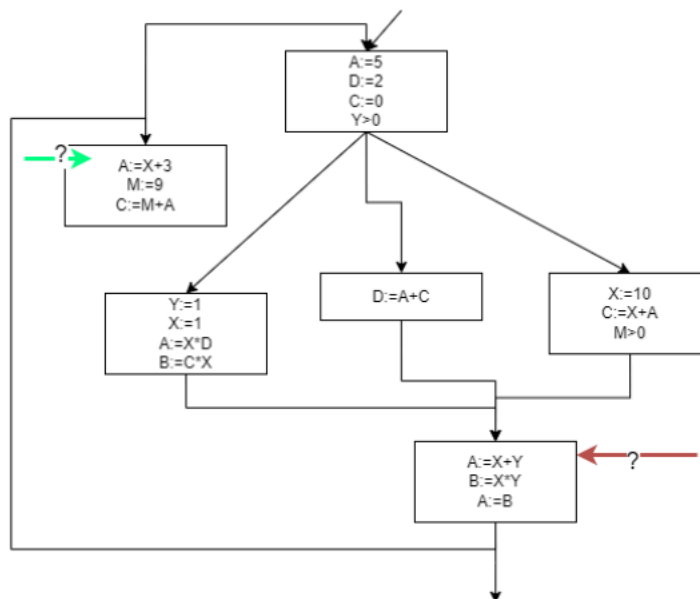 A:=5
D:=2
C:=0
Y>0
?
A:=X+3
M:=9
C:=M+A
Y:=1
X:=1
A:=X*D
B:=C*X
D:=A+C
X:=10
C:=X+A
M>0
A:=X+Y
B:=X*Y
A:=B
?